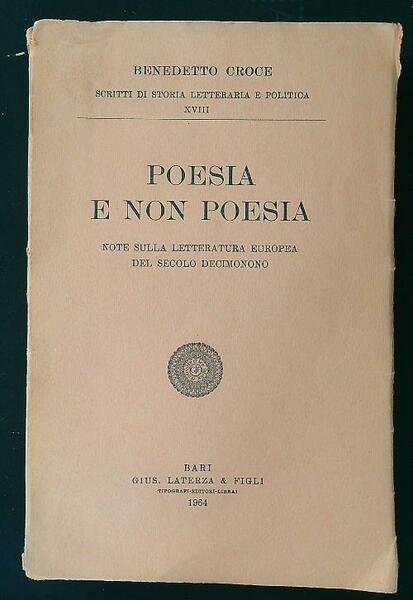 BENEDETTO CROCE
SCRITTI DI STORIA LETTERARIA E POLITICA
XVIII
POESIA
E NON POESIA
NOTE SULLA LETTERATURA EUROPEA
DEL SECOLO DECIMONONO
BARI
GIUS. LATERZA & FIGLI
TIPOGRAFI-EDITORI-LIBRAI
1964